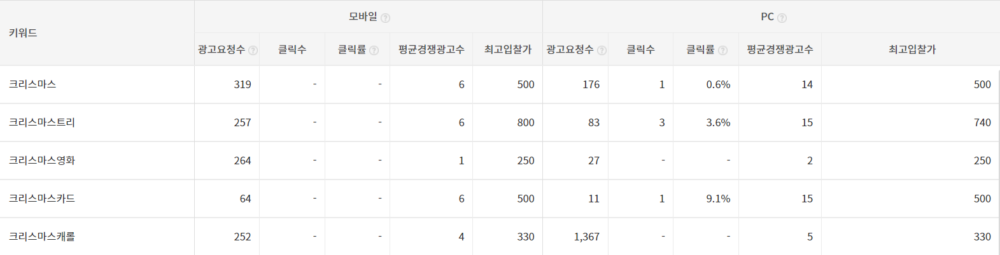 키워드 모바일 ? PC ?
광고요청수 ? 클릭수 클릭률 ? 평균경쟁광고수 최고입찰가 광고요청수 ? 클릭수 클릭률 ? 평균경쟁광고수 최고입찰가
크리스마스 319 - - 6 500 176 1 0.6% 14 500
크리스마스트리 257 - - 6 800 83 3 3.6% 15 740
크리스마스영화 264 - - 1 250 27 - - 2 250
크리스마스카드 64 - - 6 500 11 1 9.1% 15 500
크리스마스캐롤 252 - - 4 330 1,367 - - 5 330